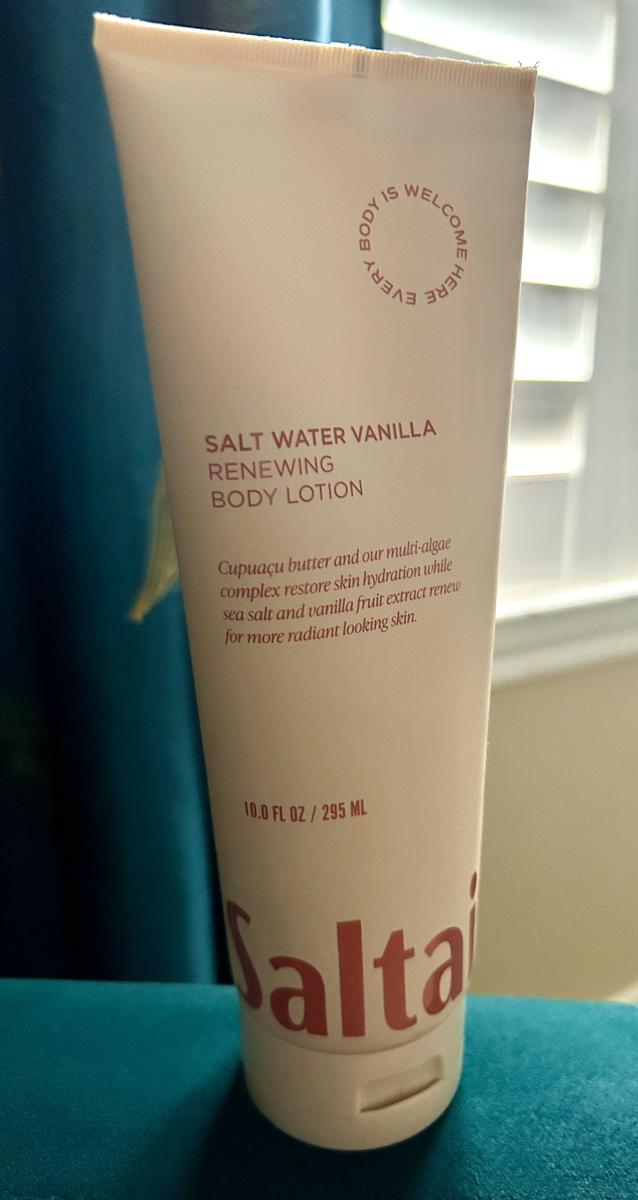 EVERY BODY IS WELCOME HERE
SALT WATER VANILLA
RENEWING
BODY LOTION
Cupuaçu butter and our multi-algae
complex restore skin hydration while
sea salt and vanilla fruit extract renew
for more radiant looking skin.
10.0 FL OZ / 295 ML
Saltai